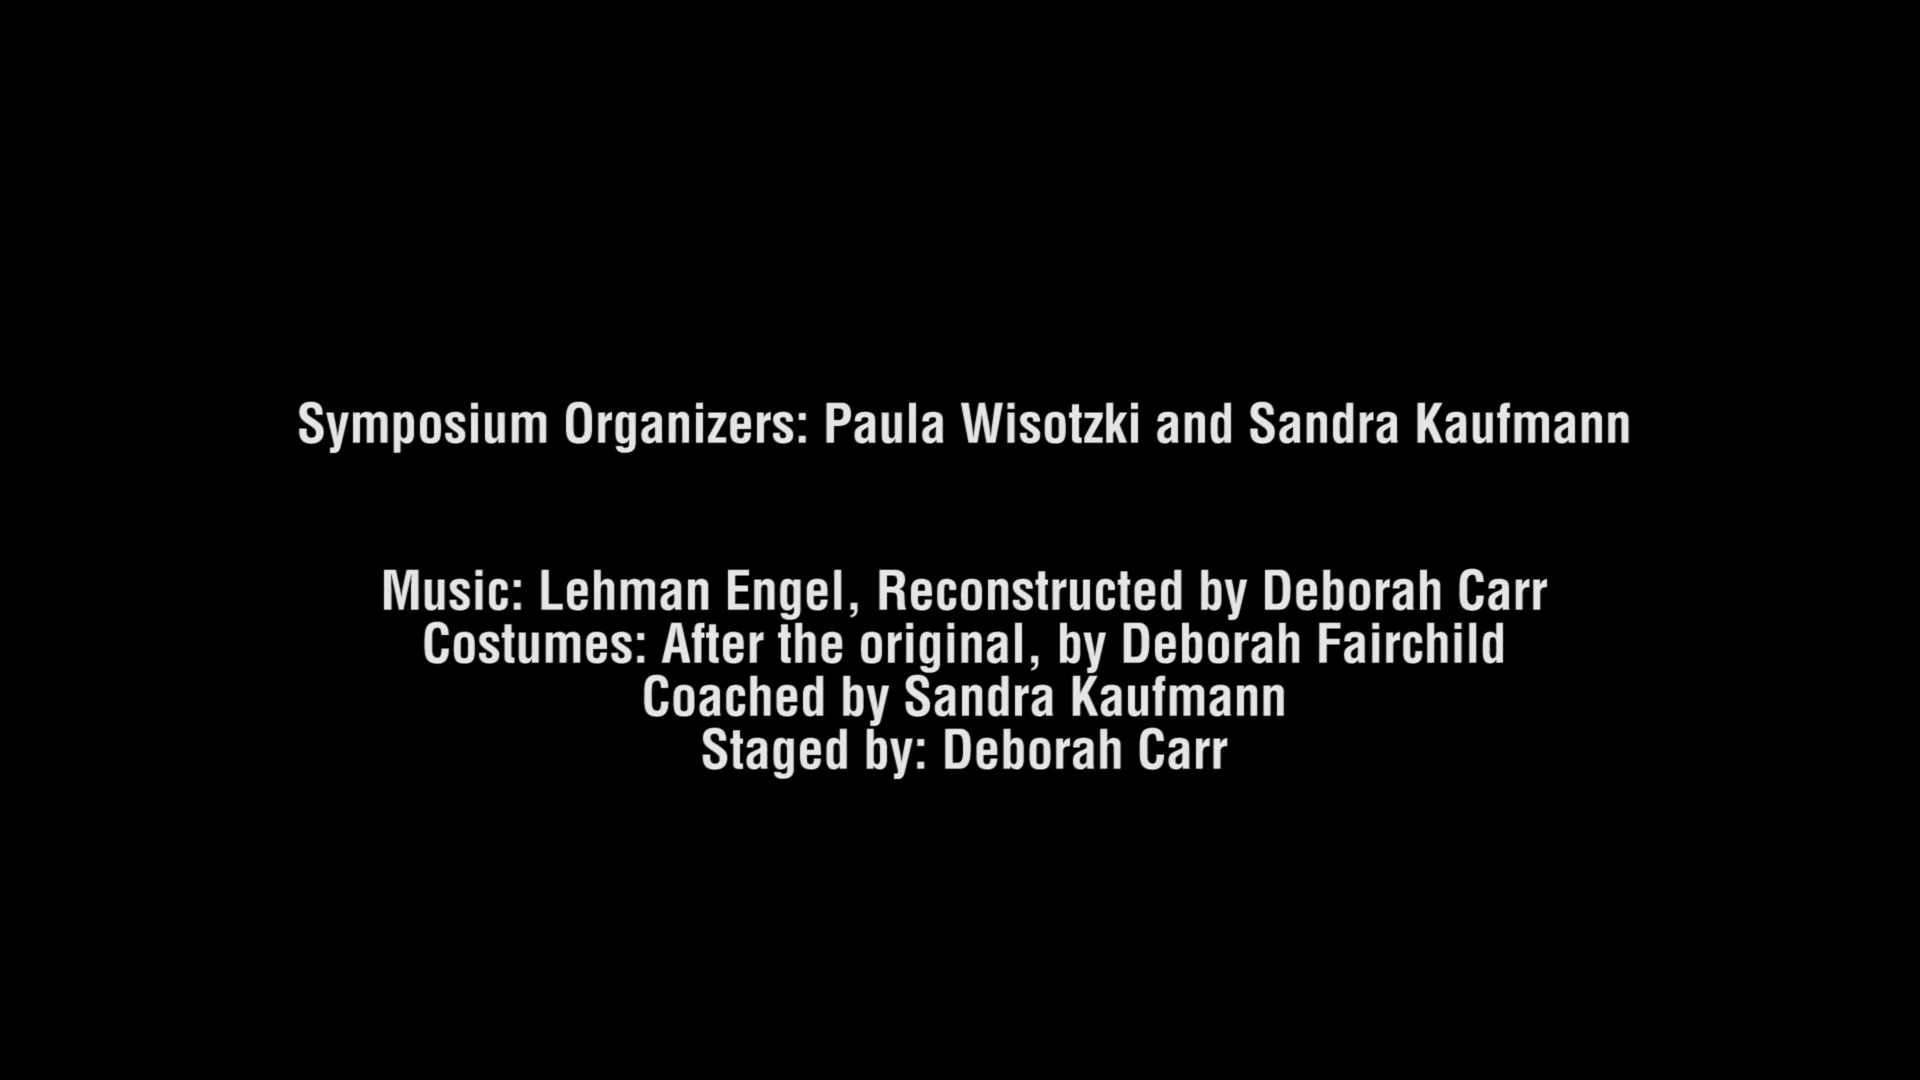 Symposium Organizers: Paula Wisotzki and Sandra Kaufmann
Music: Lehman Engel, Reconstructed by Deborah Carr
Costumes: After the original, by Deborah Fairchild
Coached by Sandra Kaufmann
Staged by: Deborah Carr